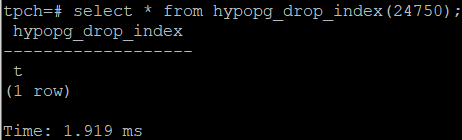 tpch=# select * from hypopg_drop_index(24750);
 hypopg_drop_index
-------------------
 t
(1 row)

Time: 1.919 ms